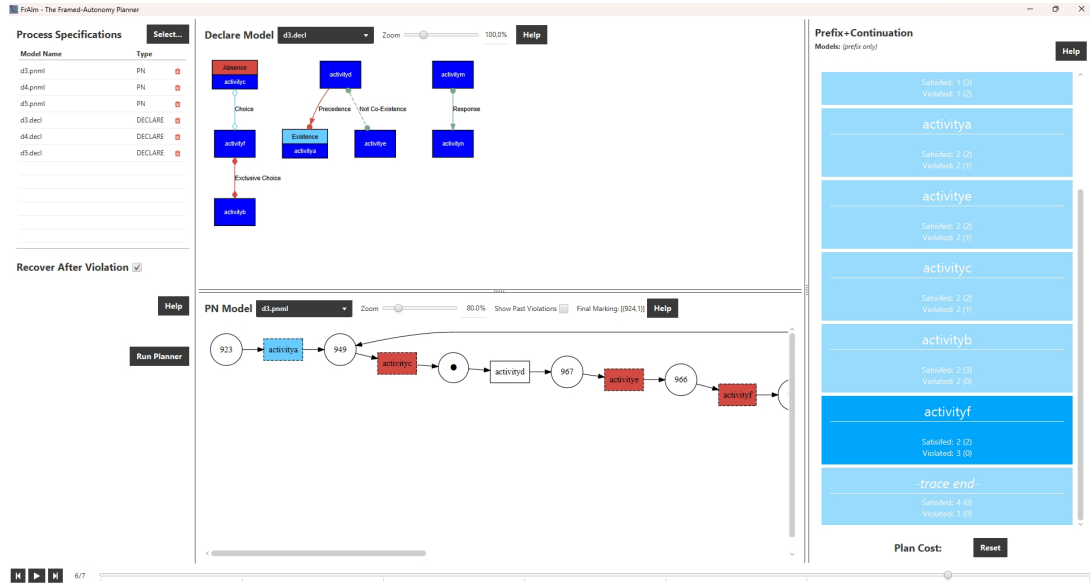 FrAIm - The Framed-Autonomy Planner
Process Specifications
Select...
Model Name Type
d3.pnml PN
d4.pnml PN
d5.pnml PN
d3.decl DECLARE
d4.decl DECLARE
d5.decl DECLARE
Recover After Violation
Help
Run Planner
Declare Model d3.decl Zoom 100,0% Help
Absence
activityc
Choice
activityf
Exclusive Choice
activityb
activityd
Precedence
Not Co-Existence
Existence
activitya
activitye
activitym
Response
activityn
PN Model d3.pnml Zoom 80.0% Show Past Violations Final Marking: [[924,1]] Help
923
activitya
949
activityc
activityd
967
activitye
966
activityf
Prefix+Continuation
Models: (prefix only)
Help
Satisifed: 1 (3)
Violated: 1 (2)
activitya
Satisifed: 2 (2)
Violated: 2 (1)
activitye
Satisifed: 2 (2)
Violated: 2 (1)
activityc
Satisifed: 2 (2)
Violated: 2 (1)
activityb
Satisifed: 2 (3)
Violated: 2 (0)
activityf
Satisifed: 2 (2)
Violated: 3 (0)
-trace end-
Satisifed: 4 (0)
Violated: 3 (0)
Plan Cost:
Reset
6/7